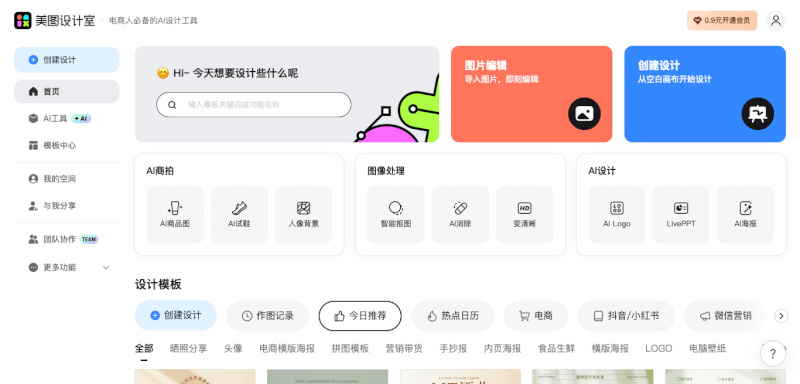 美图设计室 · 电商人必备的AI设计工具
0.9元开通会员
创建设计
首页
AI工具 +AI
模板中心
我的空间
与我分享
团队协作 TEAM
更多功能
Hi~ 今天想要设计些什么呢
输入模板关键词或功能名称
图片编辑
导入图片，即刻编辑
创建设计
从空白画布开始设计
AI商拍
AI商品图
AI试鞋
人像背景
图像处理
智能抠图
AI消除
HD
变清晰
AI设计
AI Logo
LivePPT
AI海报
设计模板
创建设计
作图记录
今日推荐
热点日历
电商
抖音/小红书
微信营销
全部 晒照分享 头像 电商横版海报 拼图模板 营销带货 手抄报 内页海报 食品生鲜 横版海报 LOGO 电脑壁纸
?